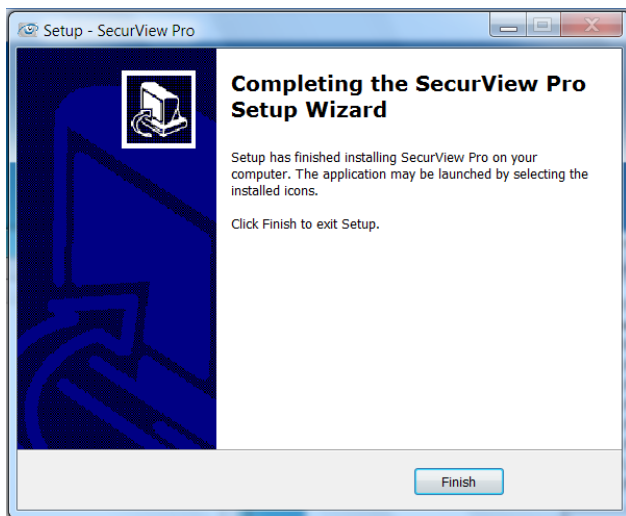 Setup - SecurView Pro
Completing the SecurView Pro
Setup Wizard
Setup has finished installing SecurView Pro on your
computer. The application may be launched by selecting the
installed icons.
Click Finish to exit Setup.
Finish